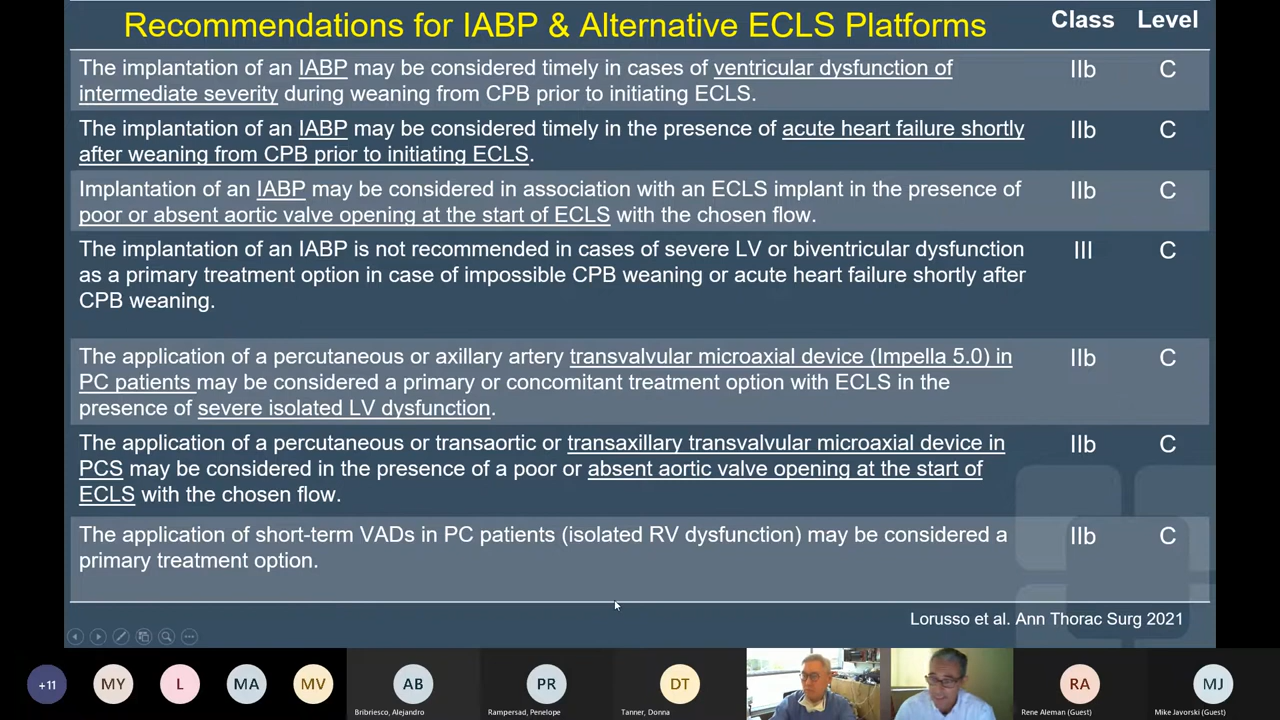 Recommendations for IABP & Alternative ECLS Platforms
Class Level
The implantation of an IABP may be considered timely in cases of ventricular dysfunction of
intermediate severity during weaning from CPB prior to initiating ECLS.
IIb C
The implantation of an IABP may be considered timely in the presence of acute heart failure shortly
after weaning from CPB prior to initiating ECLS.
IIb C
Implantation of an IABP may be considered in association with an ECLS implant in the presence of
poor or absent aortic valve opening at the start of ECLS with the chosen flow.
IIb C
The implantation of an IABP is not recommended in cases of severe LV or biventricular dysfunction
as a primary treatment option in case of impossible CPB weaning or acute heart failure shortly after
CPB weaning.
III C
The application of a percutaneous or axillary artery transvalvular microaxial device (Impella 5.0) in
PC patients may be considered a primary or concomitant treatment option with ECLS in the
presence of severe isolated LV dysfunction.
IIb C
The application of a percutaneous or transaortic or transaxillary transvalvular microaxial device in
PCS may be considered in the presence of a poor or absent aortic valve opening at the start of
ECLS with the chosen flow.
IIb C
The application of short-term VADs in PC patients (isolated RV dysfunction) may be considered a
primary treatment option.
IIb C
Lorusso et al. Ann Thorac Surg 2021
+11 MY L MA MV AB PR DT RA MJ
Bribriesco, Alejandro Rampersad, Penelope Tanner, Donna Rene Aleman (Guest) Mike Javorski (Guest)